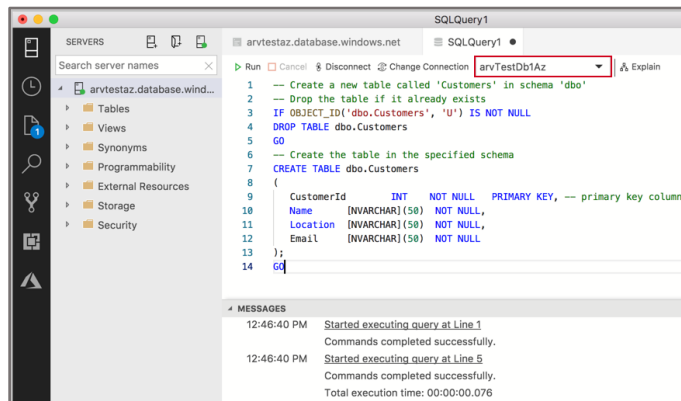 SQLQuery1
SERVERS
arvtestaz.database.windows.net
SQLQuery1
Search server names
Run Cancel Disconnect Change Connection arvTestDb1Az Explain
arvtestaz.database.wind...
Tables
Views
Synonyms
Programmability
External Resources
Storage
Security
1
1 -- Create a new table called 'Customers' in schema 'dbo'
2 -- Drop the table if it already exists
3 IF OBJECT_ID('dbo.Customers', 'U') IS NOT NULL
4 DROP TABLE dbo.Customers
5 GO
6 -- Create the table in the specified schema
7 CREATE TABLE dbo.Customers
8 (
9 CustomerId INT NOT NULL PRIMARY KEY, -- primary key column
10 Name [NVARCHAR](50) NOT NULL,
11 Location [NVARCHAR](50) NOT NULL,
12 Email [NVARCHAR](50) NOT NULL
13 );
14 GO
MESSAGES
12:46:40 PM Started executing query at Line 1
Commands completed successfully.
12:46:40 PM Started executing query at Line 5
Commands completed successfully.
Total execution time: 00:00:00.076